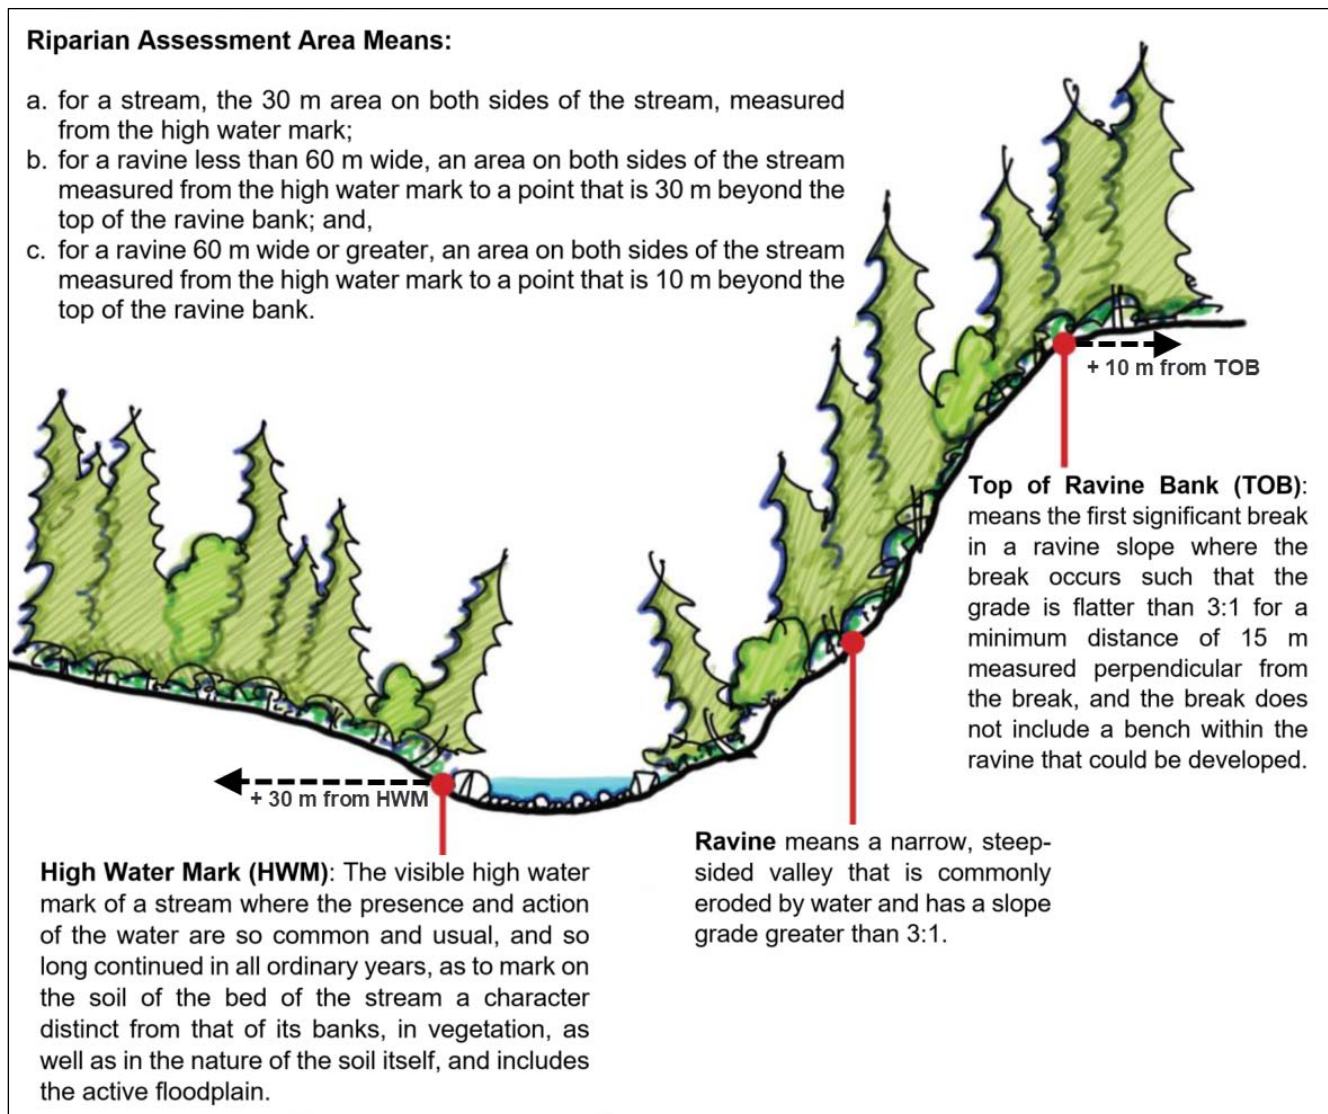 Riparian Assessment Area Means:
a. for a stream, the 30 m area on both sides of the stream, measured
from the high water mark;
b. for a ravine less than 60 m wide, an area on both sides of the stream
measured from the high water mark to a point that is 30 m beyond the
top of the ravine bank; and,
c. for a ravine 60 m wide or greater, an area on both sides of the stream
measured from the high water mark to a point that is 10 m beyond the
top of the ravine bank.
+ 10 m from TOB
Top of Ravine Bank (TOB):
means the first significant break
in a ravine slope where the
break occurs such that the
grade is flatter than 3:1 for a
minimum distance of 15 m
measured perpendicular from
the break, and the break does
not include a bench within the
ravine that could be developed.
+ 30 m from HWM
Ravine means a narrow, steep-
sided valley that is commonly
eroded by water and has a slope
grade greater than 3:1.
High Water Mark (HWM): The visible high water
mark of a stream where the presence and action
of the water are so common and usual, and so
long continued in all ordinary years, as to mark on
the soil of the bed of the stream a character
distinct from that of its banks, in vegetation, as
well as in the nature of the soil itself, and includes
the active floodplain.